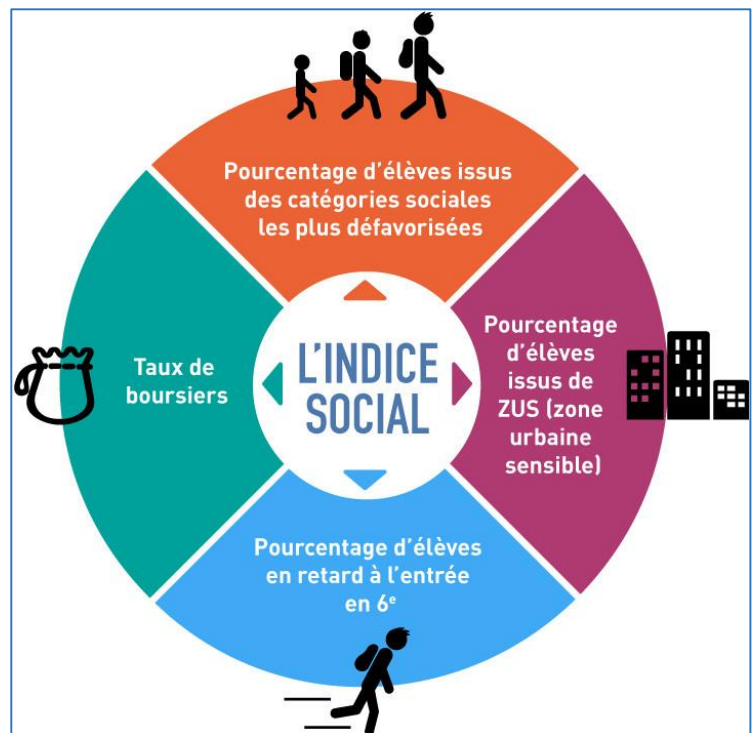 Pourcentage d'élèves issus
des catégories sociales
les plus défavorisées
Taux de
boursiers
L'INDICE
SOCIAL
Pourcentage
d'élèves
issus de
ZUS (zone
urbaine
sensible)
Pourcentage d'élèves
en retard à l'entrée
en 6e